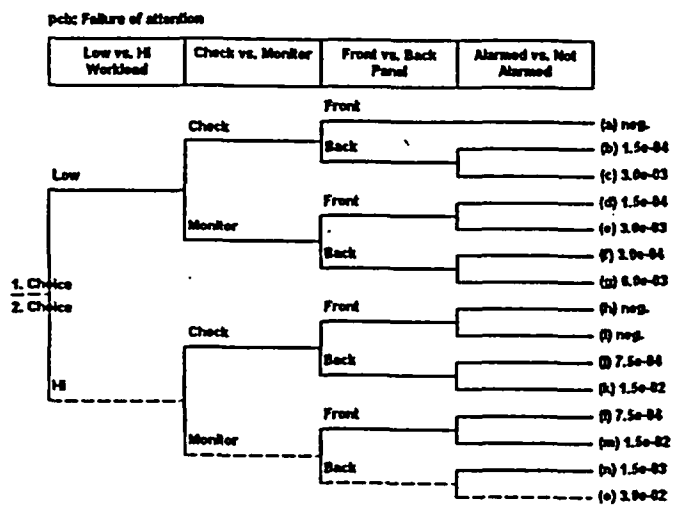 pcb: Failure of attention
Low vs. Hi Workload
Check vs. Monitor
Front vs. Back Panel
Alarmed vs. Not Alarmed
Front
(a) neg.
Check
Back
(b) 1.5e-04
(c) 3.0e-03
Low
Front
(d) 1.5e-04
(e) 3.0e-03
Monitor
Back
(f) 3.0e-04
(g) 6.0e-03
1. Choice
2. Choice
Front
(h) neg.
(i) neg.
Check
Back
(j) 7.5e-04
(k) 1.5e-02
Hi
Front
(l) 7.5e-04
(m) 1.5e-02
Monitor
Back
(n) 1.5e-03
(o) 3.0e-02